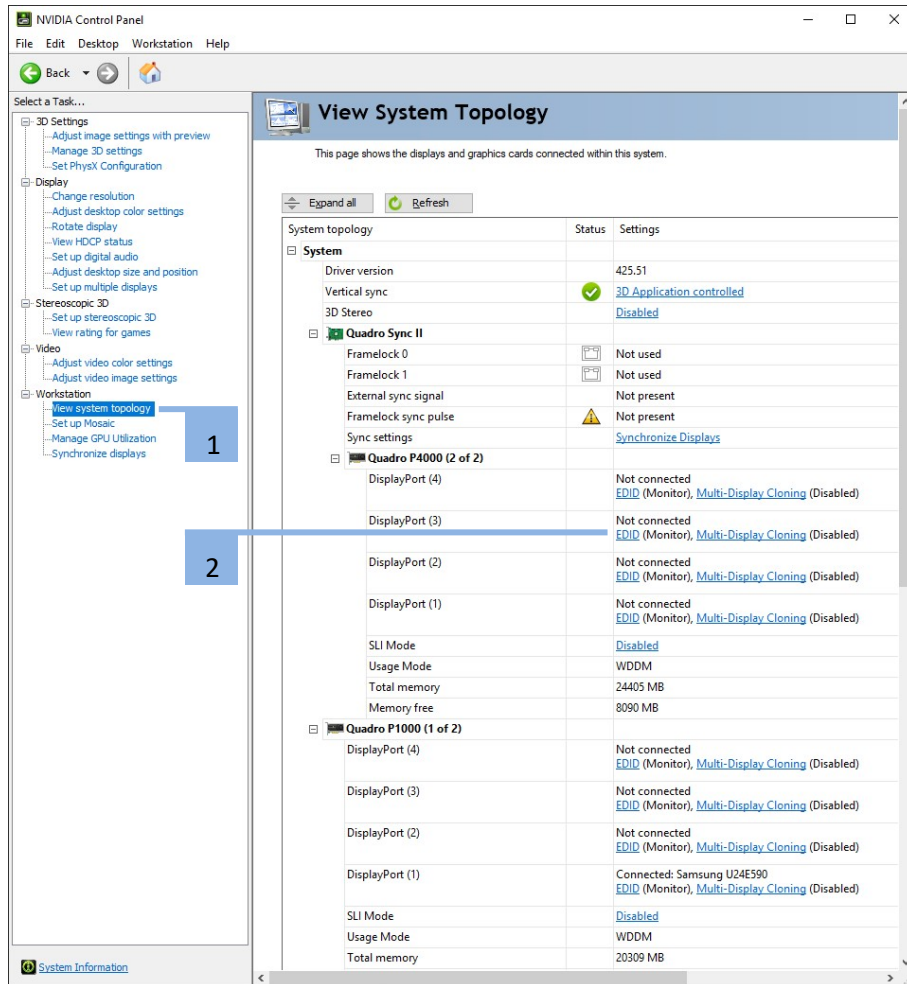 NVIDIA Control Panel
File Edit Desktop Workstation Help
Back
Select a Task...
3D Settings
Adjust image settings with preview
Manage 3D settings
Set PhysX Configuration
Display
Change resolution
Adjust desktop color settings
Rotate display
View HDCP status
Set up digital audio
Adjust desktop size and position
Set up multiple displays
Stereoscopic 3D
Set up stereoscopic 3D
View rating for games
Video
Adjust video color settings
Adjust video image settings
Workstation
View system topology
Set up Mosaic
Manage GPU Utilization
Synchronize displays
1
2
System Information
View System Topology
This page shows the displays and graphics cards connected within this system.
Expand all Refresh
System topology Status Settings
System
Driver version 425.51
Vertical sync 3D Application controlled
3D Stereo Disabled
Quadro Sync II
Framelock 0 Not used
Framelock 1 Not used
External sync signal Not present
Framelock sync pulse Not present
Sync settings Synchronize Displays
Quadro P4000 (2 of 2)
DisplayPort (4) Not connected
EDID (Monitor), Multi-Display Cloning (Disabled)
DisplayPort (3) Not connected
EDID (Monitor), Multi-Display Cloning (Disabled)
DisplayPort (2) Not connected
EDID (Monitor), Multi-Display Cloning (Disabled)
DisplayPort (1) Not connected
EDID (Monitor), Multi-Display Cloning (Disabled)
SLI Mode Disabled
Usage Mode WDDM
Total memory 24405 MB
Memory free 8090 MB
Quadro P1000 (1 of 2)
DisplayPort (4) Not connected
EDID (Monitor), Multi-Display Cloning (Disabled)
DisplayPort (3) Not connected
EDID (Monitor), Multi-Display Cloning (Disabled)
DisplayPort (2) Not connected
EDID (Monitor), Multi-Display Cloning (Disabled)
DisplayPort (1) Connected: Samsung U24E590
EDID (Monitor), Multi-Display Cloning (Disabled)
SLI Mode Disabled
Usage Mode WDDM
Total memory 20309 MB